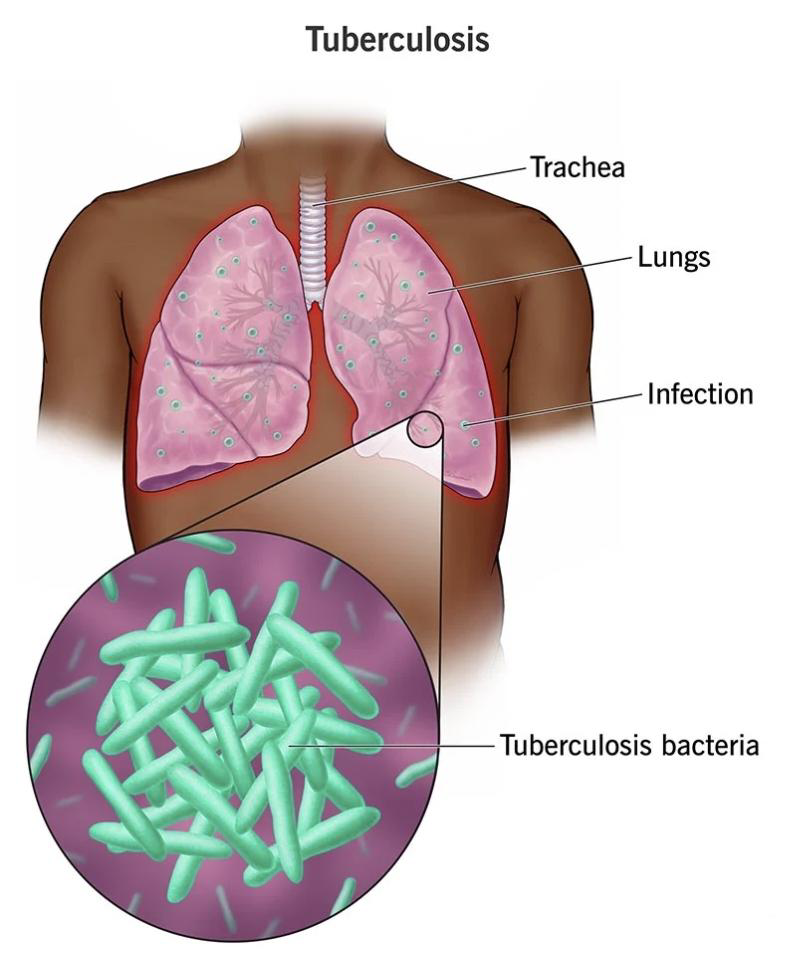 Tuberculosis
Trachea
Lungs
Infection
Tuberculosis bacteria